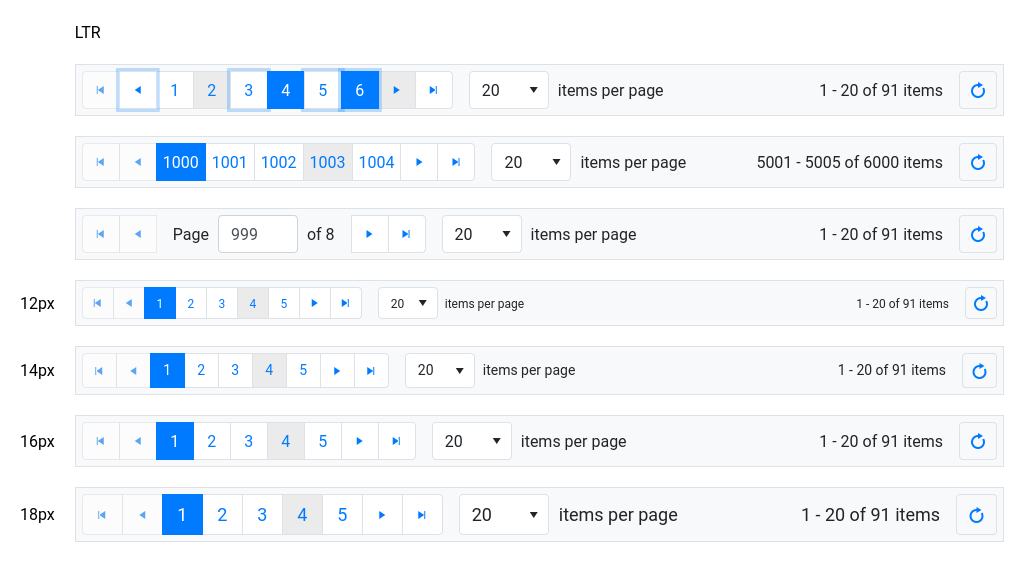 LTR
1 2 3 4 5 6 20 items per page 1 - 20 of 91 items
1000 1001 1002 1003 1004 20 items per page 5001 - 5005 of 6000 items
Page 999 of 8 20 items per page 1 - 20 of 91 items
12px 1 2 3 4 5 20 items per page 1 - 20 of 91 items
14px 1 2 3 4 5 20 items per page 1 - 20 of 91 items
16px 1 2 3 4 5 20 items per page 1 - 20 of 91 items
18px 1 2 3 4 5 20 items per page 1 - 20 of 91 items